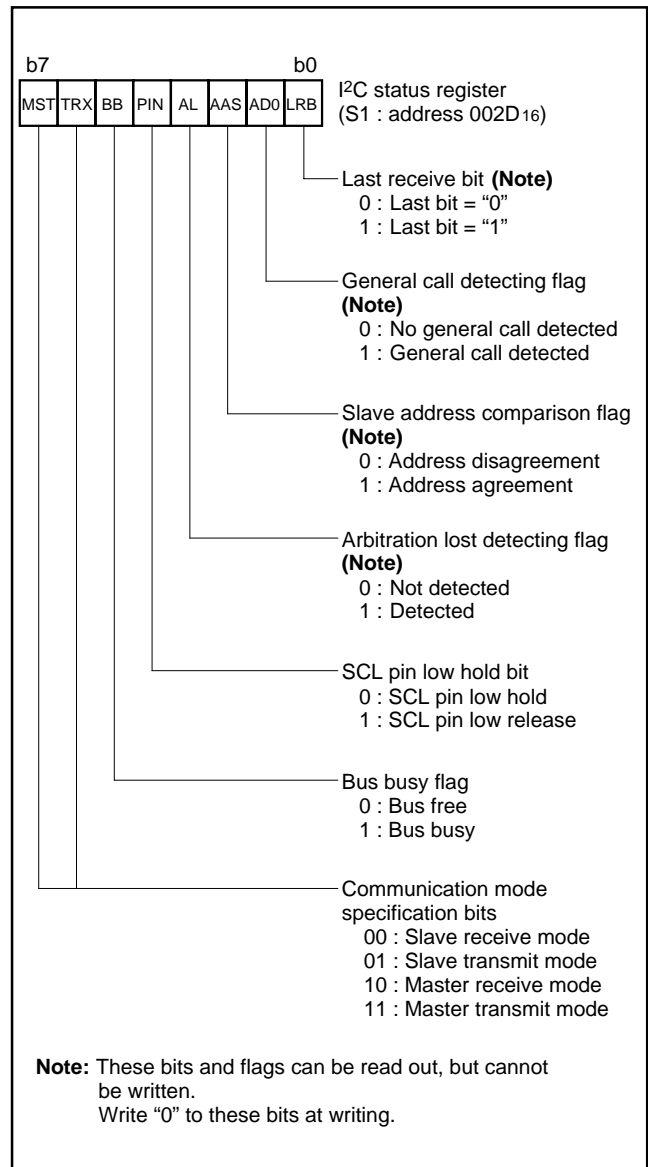 b7 b0
MST TRX BB PIN AL AAS AD0 LRB
I2C status register
(S1 : address 002D16)
Last receive bit (Note)
0 : Last bit = “0”
1 : Last bit = “1”
General call detecting flag
(Note)
0 : No general call detected
1 : General call detected
Slave address comparison flag
(Note)
0 : Address disagreement
1 : Address agreement
Arbitration lost detecting flag
(Note)
0 : Not detected
1 : Detected
SCL pin low hold bit
0 : SCL pin low hold
1 : SCL pin low release
Bus busy flag
0 : Bus free
1 : Bus busy
Communication mode
specification bits
00 : Slave receive mode
01 : Slave transmit mode
10 : Master receive mode
11 : Master transmit mode
Note: These bits and flags can be read out, but cannot
be written.
Write “0” to these bits at writing.